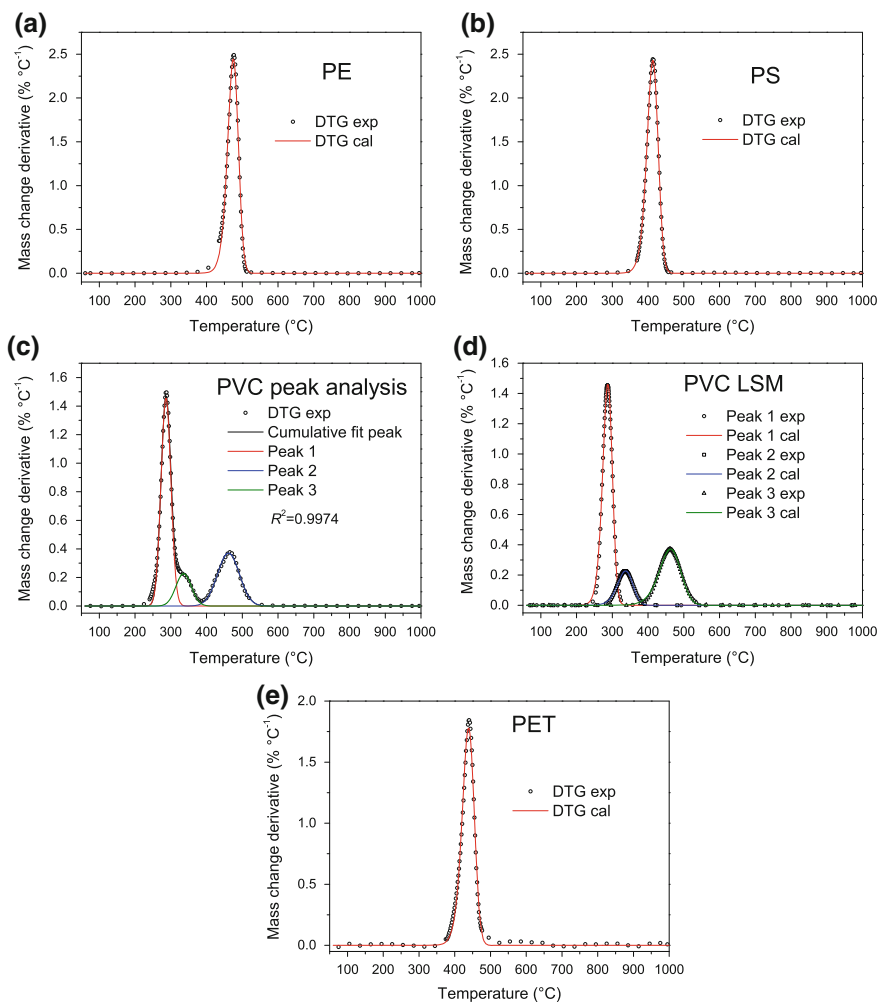 (a)
PE
DTG exp
DTG cal
Mass change derivative (% °C⁻¹)
2.5
2.0
1.5
1.0
0.5
0.0
100 200 300 400 500 600 700 800 900 1000
Temperature (°C)
(b)
PS
DTG exp
DTG cal
Mass change derivative (% °C⁻¹)
2.5
2.0
1.5
1.0
0.5
0.0
100 200 300 400 500 600 700 800 900 1000
Temperature (°C)
(c)
PVC peak analysis
DTG exp
Cumulative fit peak
Peak 1
Peak 2
Peak 3
R²=0.9974
Mass change derivative (% °C⁻¹)
1.6
1.4
1.2
1.0
0.8
0.6
0.4
0.2
0.0
100 200 300 400 500 600 700 800 900 1000
Temperature (°C)
(d)
PVC LSM
Peak 1 exp
Peak 1 cal
Peak 2 exp
Peak 2 cal
Peak 3 exp
Peak 3 cal
Mass change derivative (% °C⁻¹)
1.6
1.4
1.2
1.0
0.8
0.6
0.4
0.2
0.0
100 200 300 400 500 600 700 800 900 1000
Temperature (°C)
(e)
PET
DTG exp
DTG cal
Mass change derivative (% °C⁻¹)
2.0
1.5
1.0
0.5
0.0
100 200 300 400 500 600 700 800 900 1000
Temperature (°C)